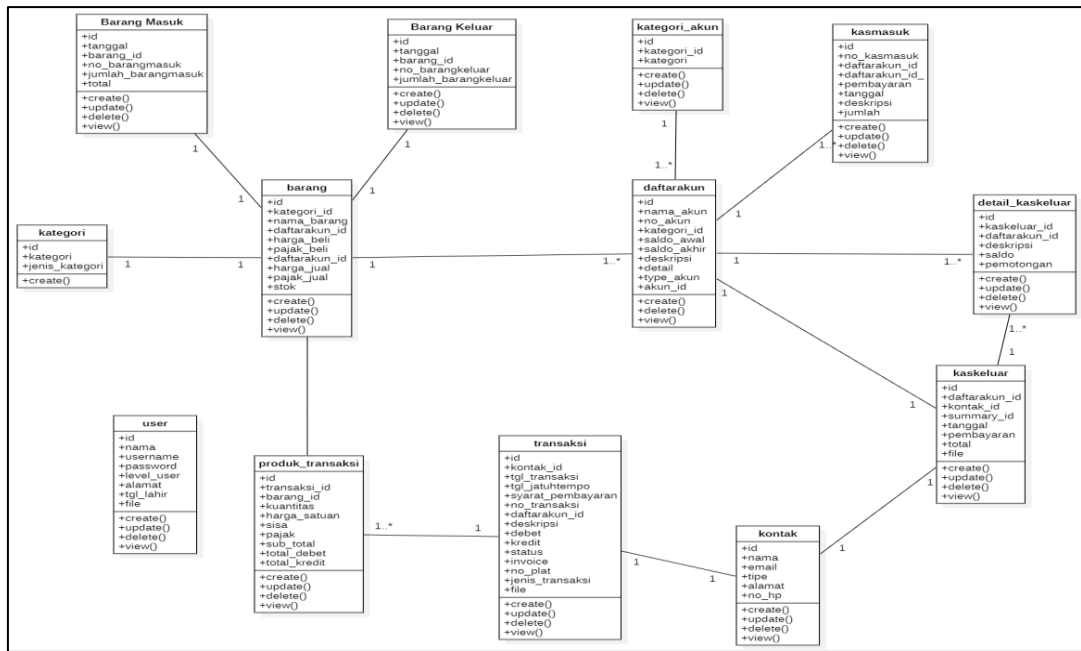 Barang Masuk
+id
+tanggal
+barang_id
+no_barangmasuk
+jumlah_barangmasuk
+total
+create()
+update()
+delete()
+view()
1
1
Barang Keluar
+id
+tanggal
+barang_id
+no_barangkeluar
+jumlah_barangkeluar
+create()
+update()
+delete()
+view()
1
1
kategori_akun
+id
+kategori_id
+kategori
+create()
+update()
+delete()
+view()
1
1..*
kasmasuk
+id
+no_kasmasuk
+daftarakun_id
+daftarakun_id_
+pembayaran
+tanggal
+deskripsi
+jumlah
+create()
+update()
+delete()
+view()
1..*
1
kategori
+id
+kategori
+jenis_kategori
+create()
1
1
barang
+id
+kategori_id
+nama_barang
+daftarakun_id
+harga_beli
+pajak_beli
+daftarakun_id
+harga_jual
+pajak_jual
+stok
+create()
+update()
+delete()
+view()
1
1..*
daftarakun
+id
+nama_akun
+no_akun
+kategori_id
+saldo_awal
+saldo_akhir
+deskripsi
+detail
+type_akun
+akun_id
+create()
+delete()
+view()
1
1..*
1
1
detail_kaskeluar
+id
+kaskeluar_id
+daftarakun_id
+deskripsi
+saldo
+pemotongan
+create()
+update()
+delete()
+view()
1..*
1
kaskeluar
+id
+daftarakun_id
+kontak_id
+summary_id
+tanggal
+pembayaran
+total
+file
+create()
+update()
+delete()
+view()
1
1
user
+id
+nama
+username
+password
+level_user
+alamat
+tgl_lahir
+file
+create()
+update()
+delete()
+view()
produk_transaksi
+id
+transaksi_id
+barang_id
+kuantitas
+harga_satuan
+sisa
+pajak
+sub_total
+total_debet
+total_kredit
+create()
+update()
+delete()
+view()
1..*
1
transaksi
+id
+kontak_id
+tgl_transaksi
+tgl_jatuhtempo
+syarat_pembayaran
+no_transaksi
+daftarakun_id
+deskripsi
+debet
+kredit
+status
+invoice
+no_plat
+jenis_transaksi
+file
+create()
+update()
+delete()
+view()
1
1
kontak
+id
+nama
+email
+tipe
+alamat
+no_hp
+create()
+update()
+delete()
+view()